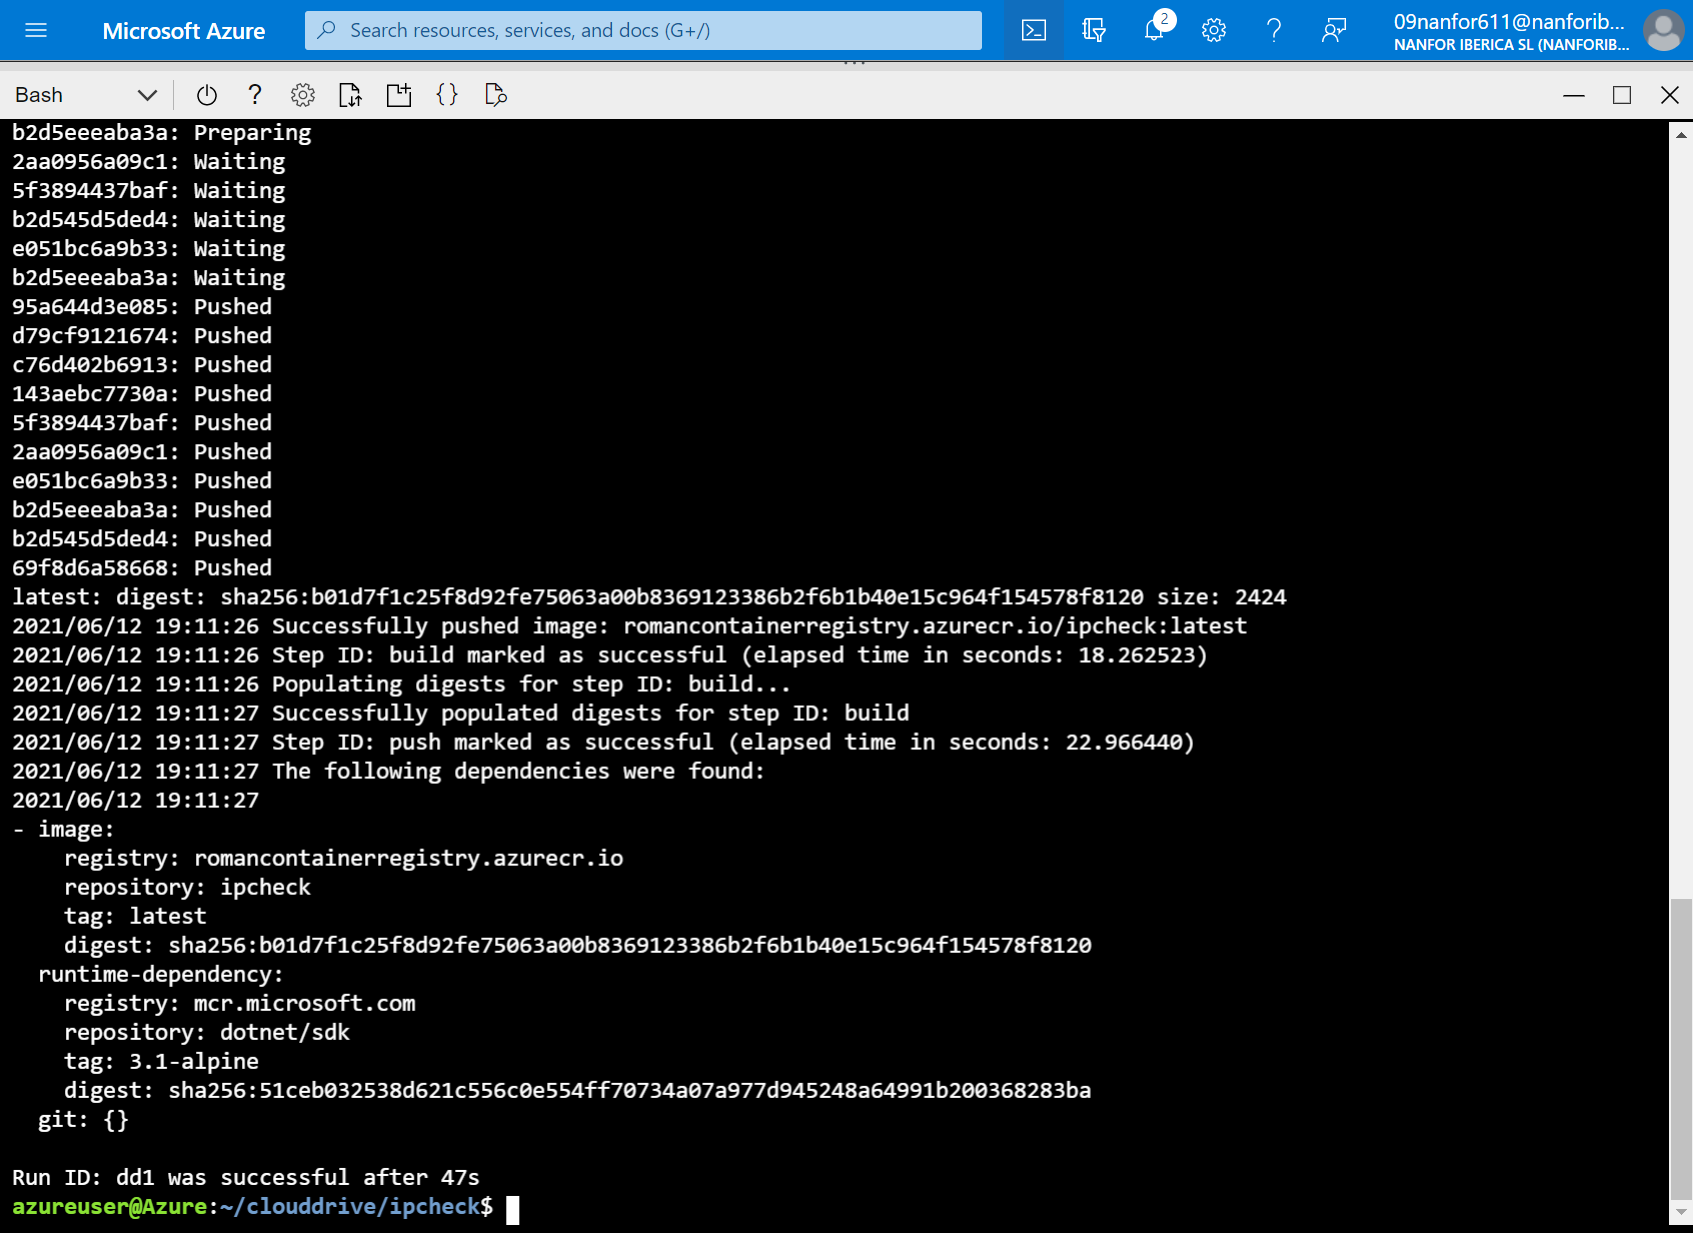 Microsoft Azure
Search resources, services, and docs (G+/)
2
09nanfor611@nanforib...
NANFOR IBERICA SL (NANFORIB...
Bash
b2d5eeeaba3a: Preparing
2aa0956a09c1: Waiting
5f3894437baf: Waiting
b2d545d5ded4: Waiting
e051bc6a9b33: Waiting
b2d5eeeaba3a: Waiting
95a644d3e085: Pushed
d79cf9121674: Pushed
c76d402b6913: Pushed
143aebc7730a: Pushed
5f3894437baf: Pushed
2aa0956a09c1: Pushed
e051bc6a9b33: Pushed
b2d5eeeaba3a: Pushed
b2d545d5ded4: Pushed
69f8d6a58668: Pushed
latest: digest: sha256:b01d7f1c25f8d92fe75063a00b8369123386b2f6b1b40e15c964f154578f8120 size: 2424
2021/06/12 19:11:26 Successfully pushed image: romancontainerregistry.azurecr.io/ipcheck:latest
2021/06/12 19:11:26 Step ID: build marked as successful (elapsed time in seconds: 18.262523)
2021/06/12 19:11:26 Populating digests for step ID: build...
2021/06/12 19:11:27 Successfully populated digests for step ID: build
2021/06/12 19:11:27 Step ID: push marked as successful (elapsed time in seconds: 22.966440)
2021/06/12 19:11:27 The following dependencies were found:
2021/06/12 19:11:27
- image:
registry: romancontainerregistry.azurecr.io
repository: ipcheck
tag: latest
digest: sha256:b01d7f1c25f8d92fe75063a00b8369123386b2f6b1b40e15c964f154578f8120
runtime-dependency:
registry: mcr.microsoft.com
repository: dotnet/sdk
tag: 3.1-alpine
digest: sha256:51ceb032538d621c556c0e554ff70734a07a977d945248a64991b200368283ba
git: {}
Run ID: dd1 was successful after 47s
azureuser@Azure:~/clouddrive/ipcheck$